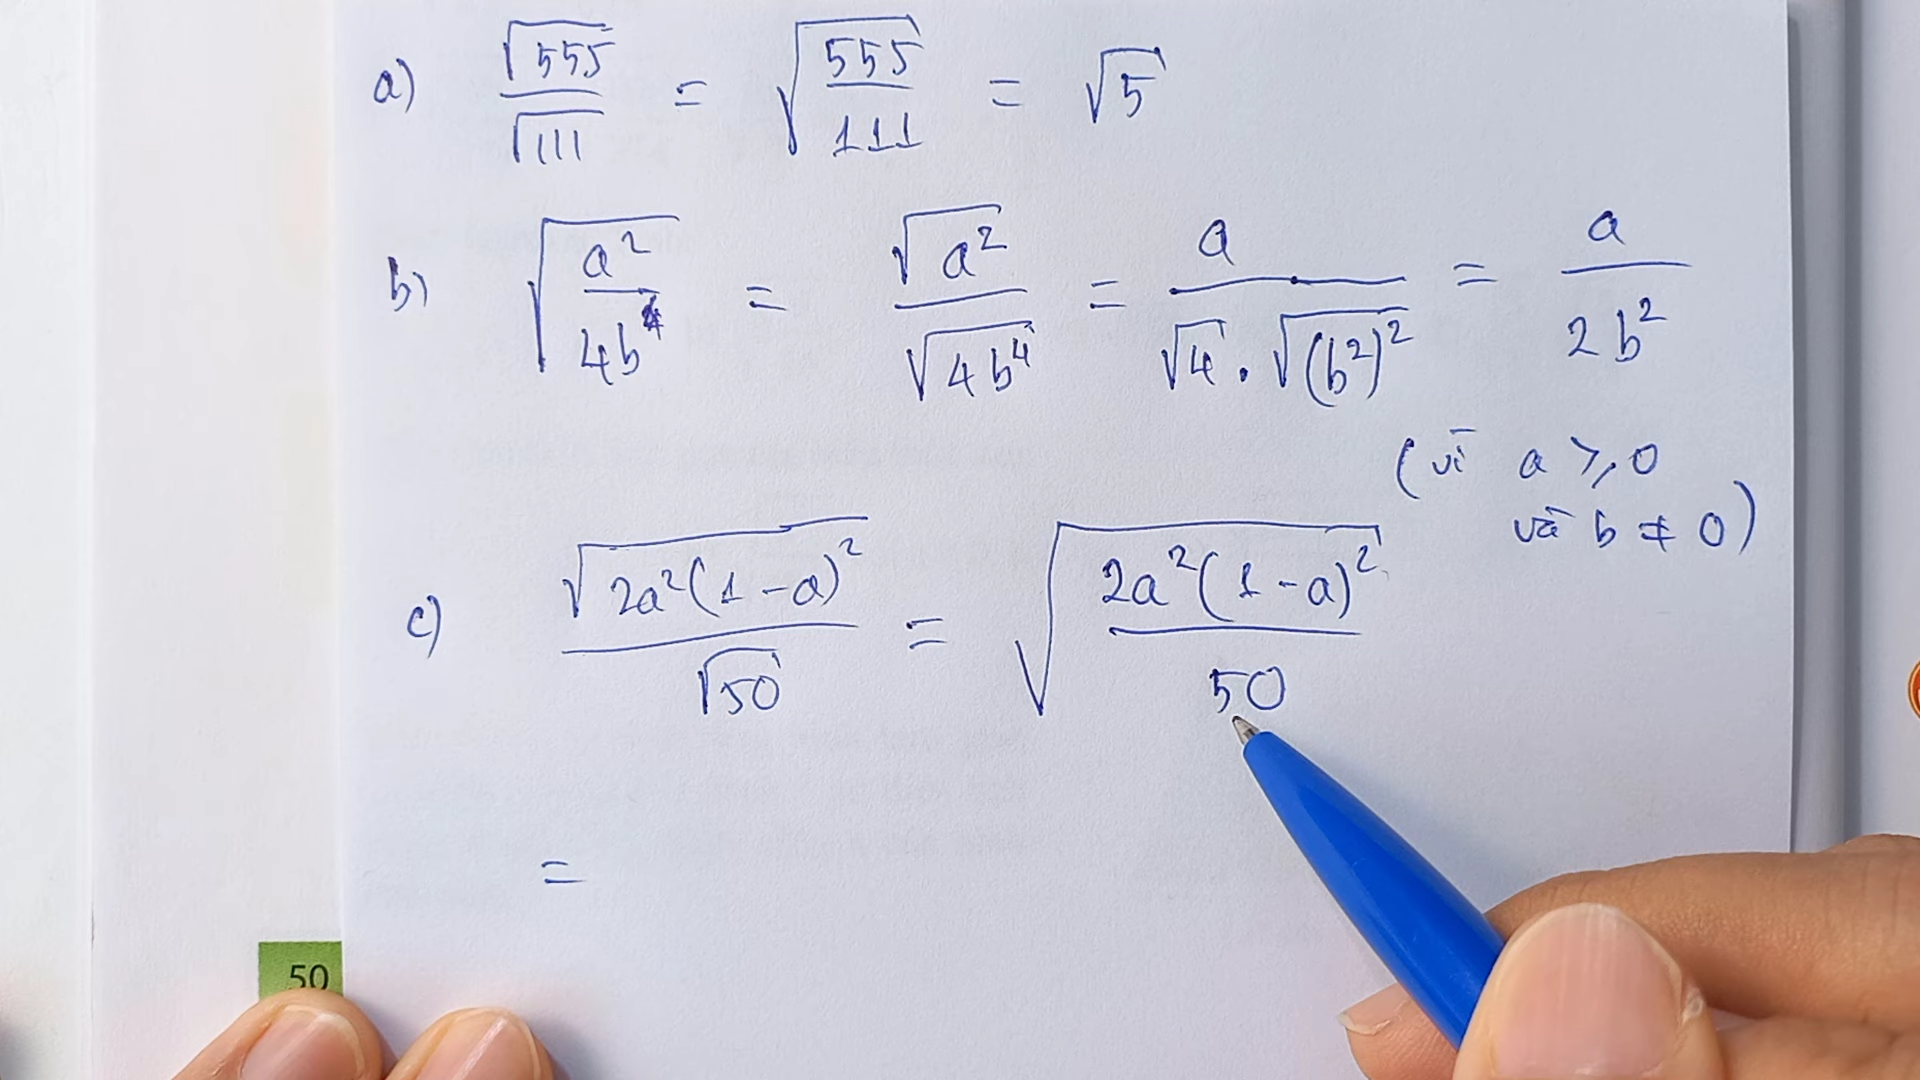 a) √555/√111 = √(555/111) = √5
b) √(a²/4b⁴) = √a²/√4b⁴ = a/(√4 . √(b²)²) = a/2b²
(vì a ⩾ 0
và b ≠ 0)
c) √2a²(1-a)²/√50 = √(2a²(1-a)²/50)
=
50